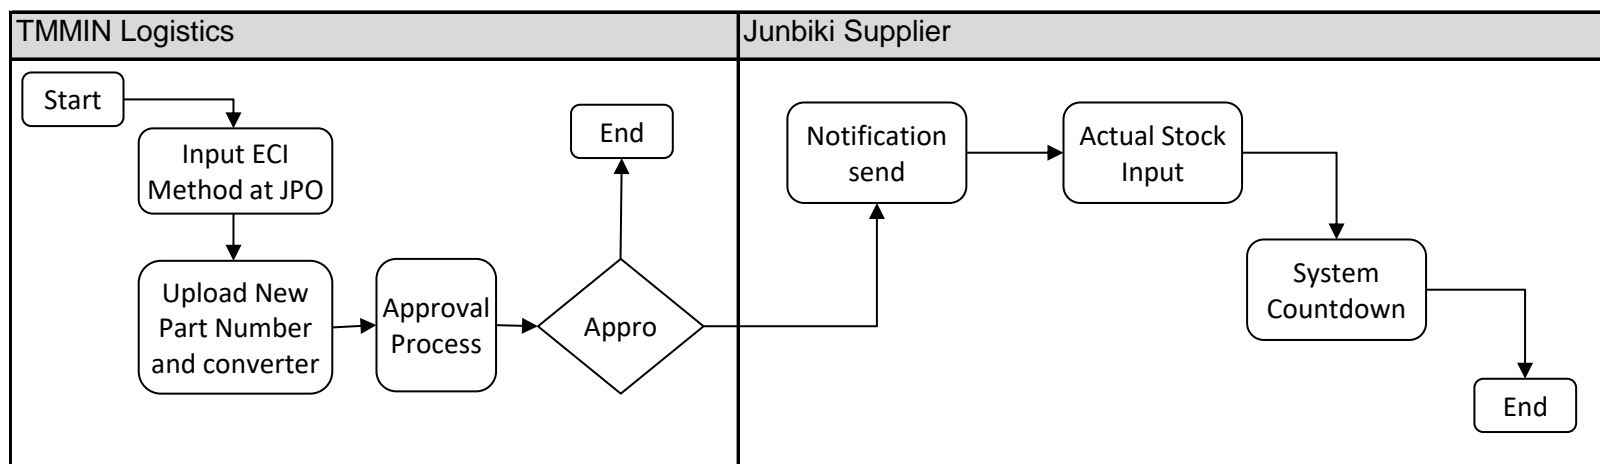 TMMIN Logistics
Junbiki Supplier
Start
Input ECI
Method at JPO
Upload New
Part Number
and converter
Approval
Process
Appro
End
Notification
send
Actual Stock
Input
System
Countdown
End